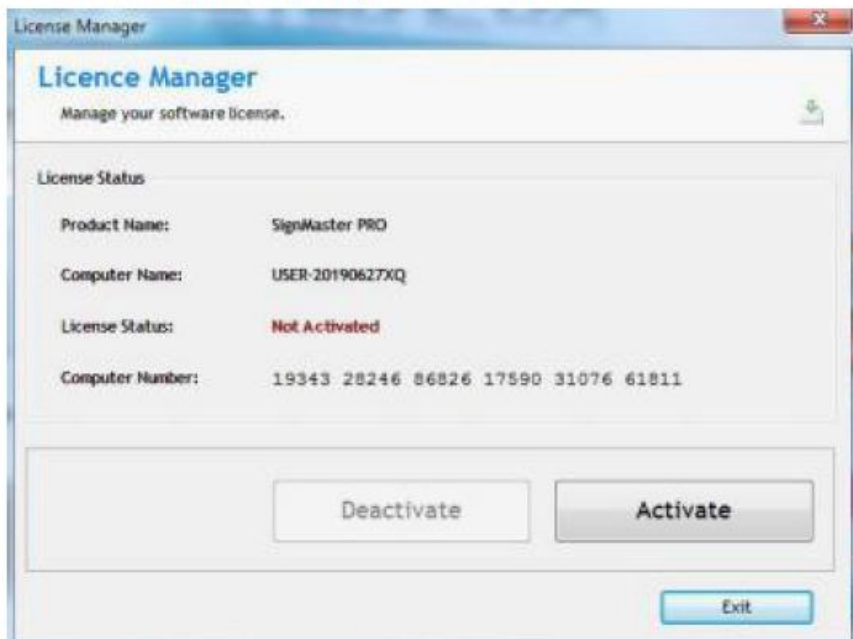 License Manager
Licence Manager
Manage your software license.
License Status
Product Name: SignMaster PRO
Computer Name: USER-20190627XQ
License Status: Not Activated
Computer Number: 19343 28246 86826 17590 31076 61811
Deactivate Activate
Exit